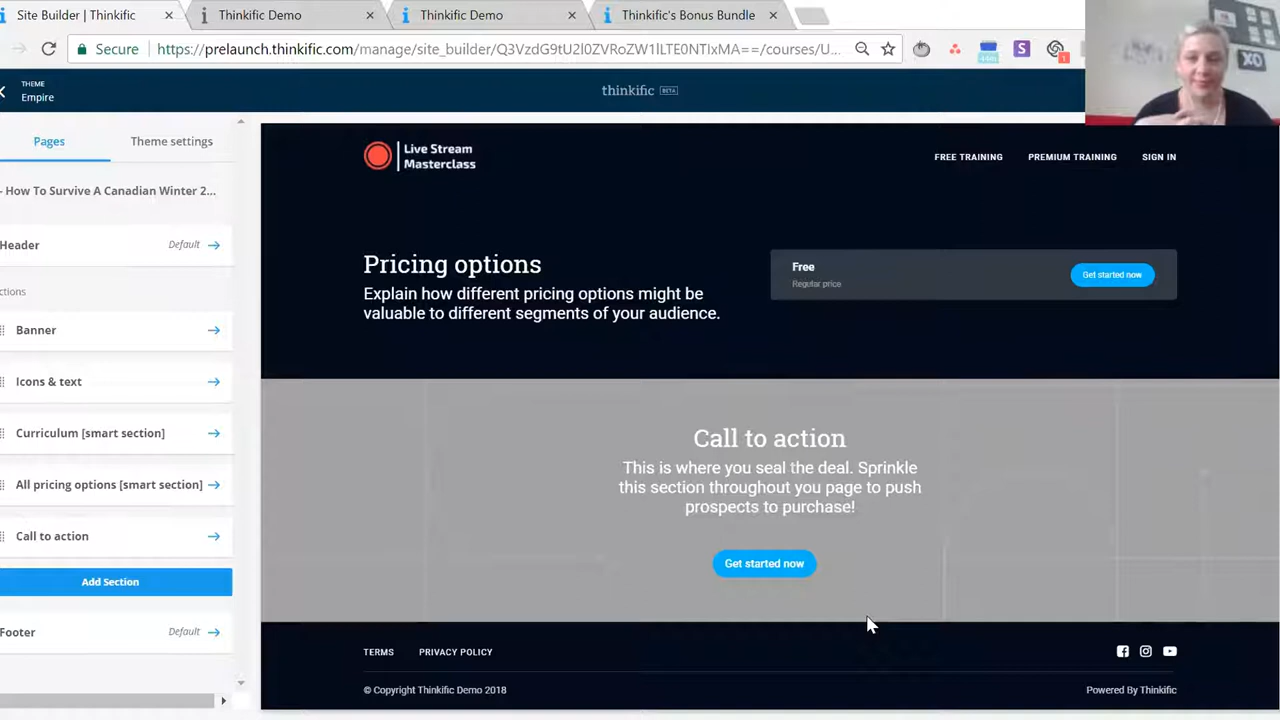 Site Builder | Thinkific
Thinkific Demo
Thinkific Demo
Thinkific's Bonus Bundle
Secure
https://prelaunch.thinkific.com/manage/site_builder/Q3VzdG9tU2l0ZVRoZW1lLTE0NTIxMA==/courses/U...
THEME
Empire
thinkific BETA
XO
Pages
Theme settings
- How To Survive A Canadian Winter 2...
Header
Default
ctions
Banner
Icons & text
Curriculum [smart section]
All pricing options [smart section]
Call to action
Add Section
Footer
Default
Live Stream
Masterclass
FREE TRAINING
PREMIUM TRAINING
SIGN IN
Pricing options
Explain how different pricing options might be
valuable to different segments of your audience.
Free
Regular price
Get started now
Call to action
This is where you seal the deal. Sprinkle
this section throughout you page to push
prospects to purchase!
Get started now
TERMS
PRIVACY POLICY
© Copyright Thinkific Demo 2018
Powered By Thinkific